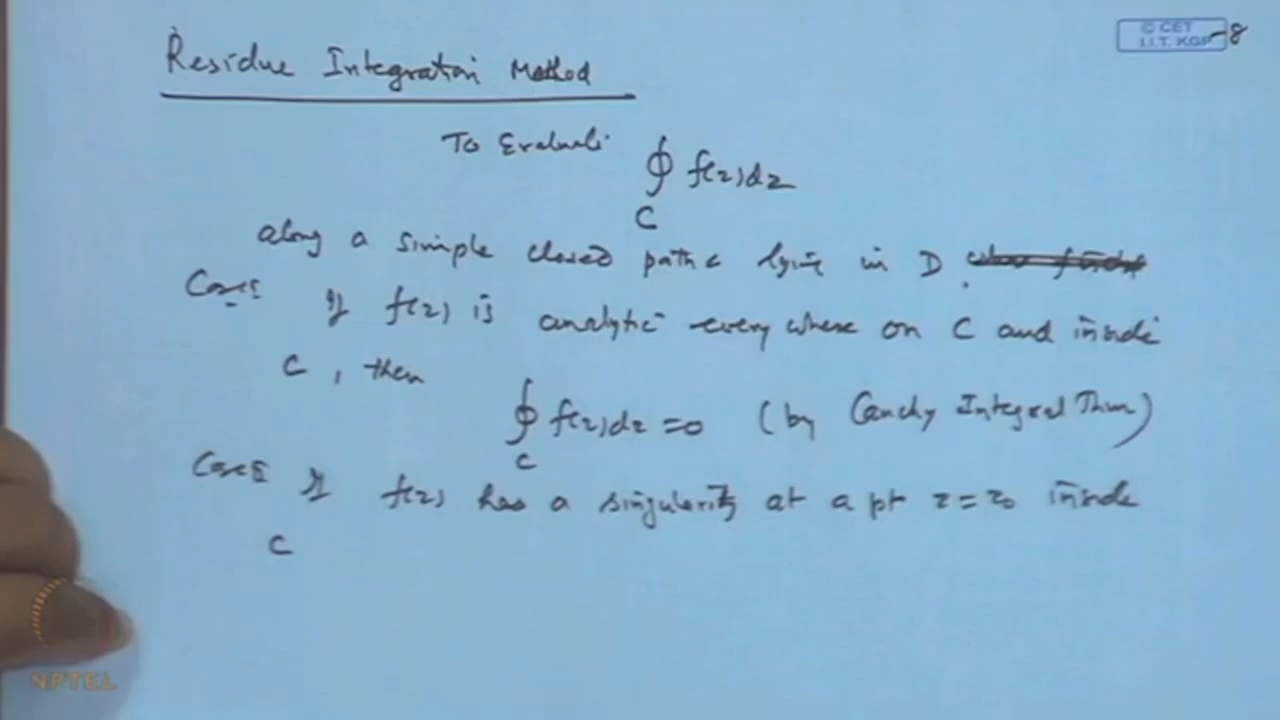 © CET
I.I.T. KGP -8
Residue Integration Method
To Evaluate
∮ f(z)dz
C
along a simple closed path C lying in D
Case I If f(z) is analytic everywhere on C and inside
C, then
∮ f(z)dz = 0 (by Cauchy Integral Thm)
C
Case II If f(z) has a singularity at a pt z = z0 inside
C
NPTEL